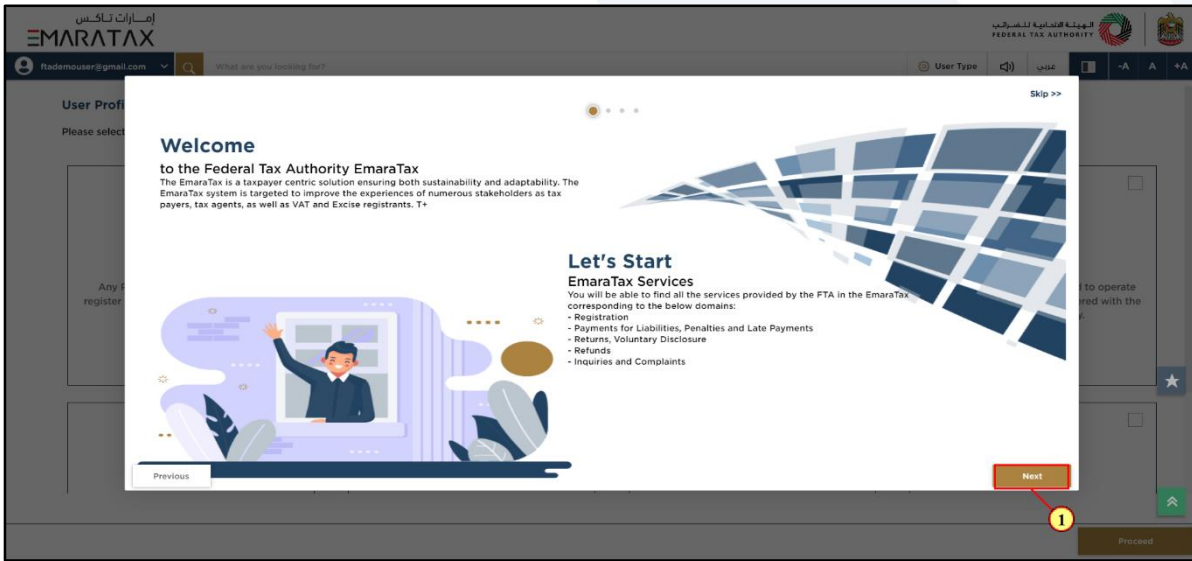 إمـــارات تـاكــس
EMARATAX
الهيئة الاتحادية للضرائب
FEDERAL TAX AUTHORITY
ftademouser@gmail.com
What are you looking for?
User Type
عربي
-A
A
+A
User Profi
Please select
Skip >>
Welcome
to the Federal Tax Authority EmaraTax
The EmaraTax is a taxpayer centric solution ensuring both sustainability and adaptability. The
EmaraTax system is targeted to improve the experiences of numerous stakeholders as tax
payers, tax agents, as well as VAT and Excise registrants. T+
Let's Start
EmaraTax Services
You will be able to find all the services provided by the FTA in the EmaraTax
corresponding to the below domains:
- Registration
- Payments for Liabilities, Penalties and Late Payments
- Returns, Voluntary Disclosure
- Refunds
- Inquiries and Complaints
Any
register
to operate
ered with the
Previous
Next
1
Proceed